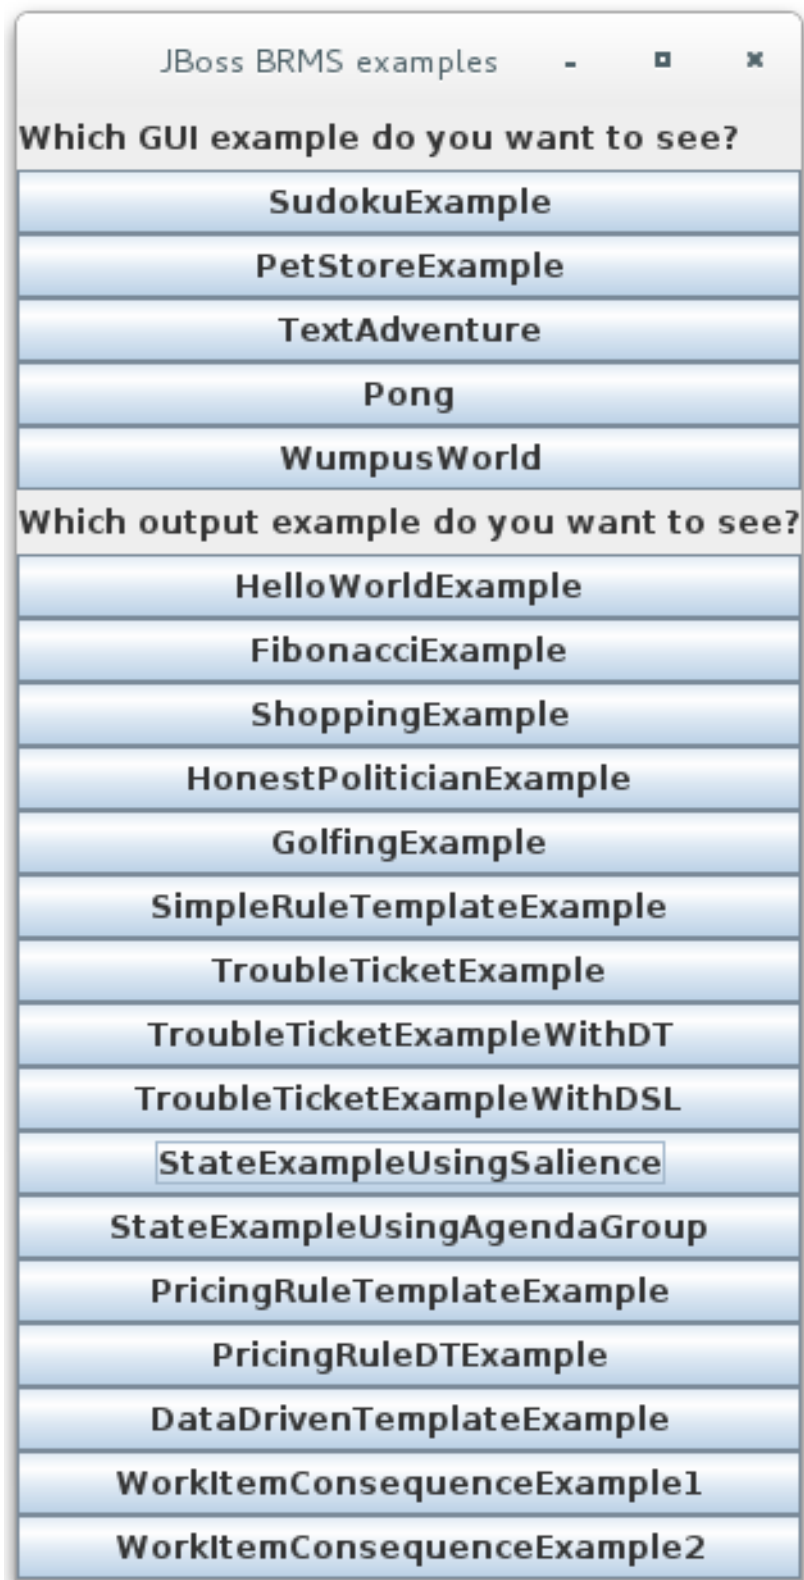 JBoss BRMS examples
Which GUI example do you want to see?
SudokuExample
PetStoreExample
TextAdventure
Pong
WumpusWorld
Which output example do you want to see?
HelloWorldExample
FibonacciExample
ShoppingExample
HonestPoliticianExample
GolfingExample
SimpleRuleTemplateExample
TroubleTicketExample
TroubleTicketExampleWithDT
TroubleTicketExampleWithDSL
StateExampleUsingSalience
StateExampleUsingAgendaGroup
PricingRuleTemplateExample
PricingRuleDTExample
DataDrivenTemplateExample
WorkItemConsequenceExample1
WorkItemConsequenceExample2